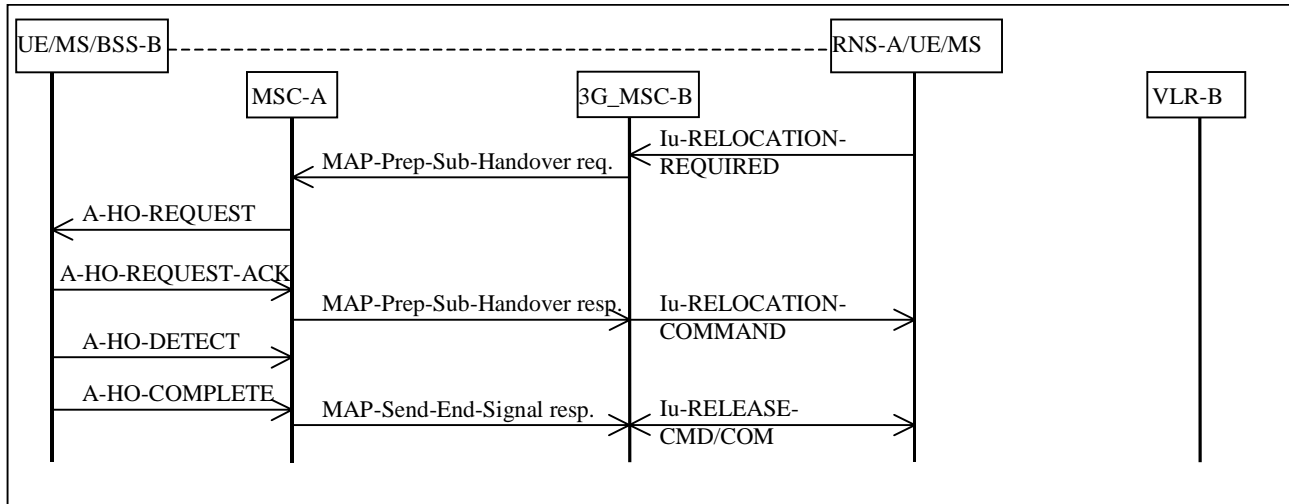 UE/MS/BSS-B
RNS-A/UE/MS
MSC-A
3G_MSC-B
VLR-B
Iu-RELOCATION-
REQUIRED
MAP-Prep-Sub-Handover req.
A-HO-REQUEST
A-HO-REQUEST-ACK
MAP-Prep-Sub-Handover resp.
Iu-RELOCATION-
COMMAND
A-HO-DETECT
A-HO-COMPLETE
MAP-Send-End-Signal resp.
Iu-RELEASE-
CMD/COM